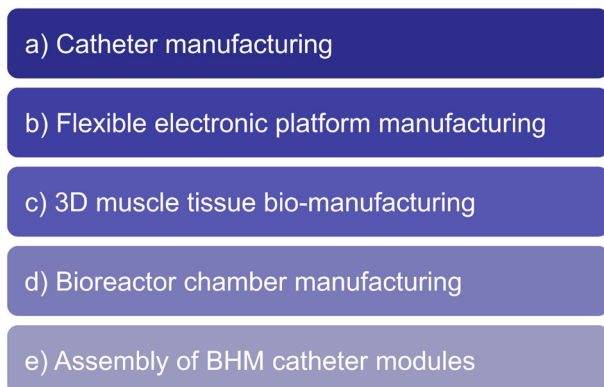 a) Catheter manufacturing
b) Flexible electronic platform manufacturing
c) 3D muscle tissue bio-manufacturing
d) Bioreactor chamber manufacturing
e) Assembly of BHM catheter modules